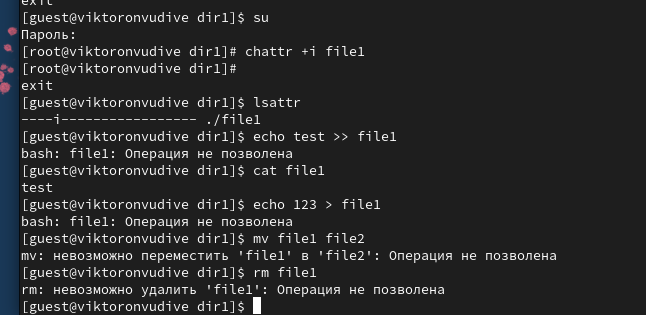 exit
[guest@viktoronvudive dir1]$ su
Пароль:
[root@viktoronvudive dir1]# chattr +i file1
[root@viktoronvudive dir1]#
exit
[guest@viktoronvudive dir1]$ lsattr
----i----------------- ./file1
[guest@viktoronvudive dir1]$ echo test >> file1
bash: file1: Операция не позволена
[guest@viktoronvudive dir1]$ cat file1
test
[guest@viktoronvudive dir1]$ echo 123 > file1
bash: file1: Операция не позволена
[guest@viktoronvudive dir1]$ mv file1 file2
mv: невозможно переместить 'file1' в 'file2': Операция не позволена
[guest@viktoronvudive dir1]$ rm file1
rm: невозможно удалить 'file1': Операция не позволена
[guest@viktoronvudive dir1]$